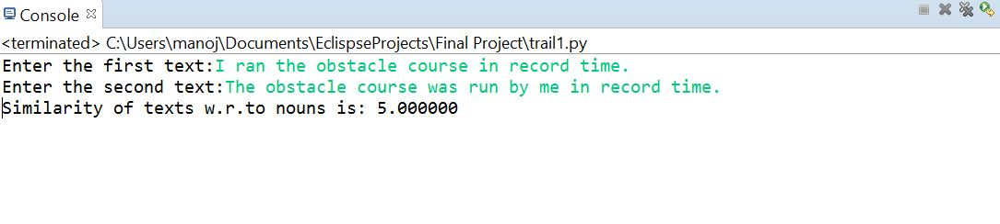 Console
<terminated> C:\Users\manoj\Documents\EclispseProjects\Final Project\trail1.py
Enter the first text:I ran the obstacle course in record time.
Enter the second text:The obstacle course was run by me in record time.
Similarity of texts w.r.to nouns is: 5.000000